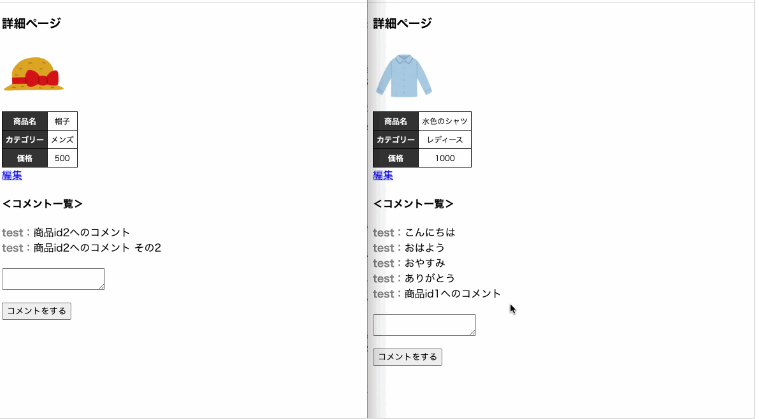 詳細ページ
商品名 帽子
カテゴリー メンズ
価格 500
編集
＜コメント一覧＞
test：商品id2へのコメント
test：商品id2へのコメント その2
コメントをする
詳細ページ
商品名 水色のシャツ
カテゴリー レディース
価格 1000
編集
＜コメント一覧＞
test：こんにちは
test：おはよう
test：おやすみ
test：ありがとう
test：商品id1へのコメント
コメントをする